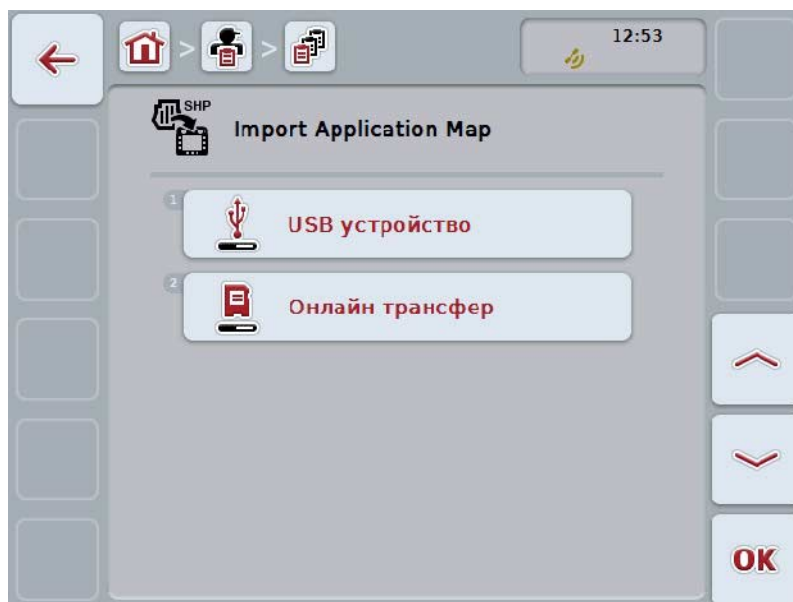 12:53
SHP
Import Application Map
1
USB устройство
2
Онлайн трансфер
OK